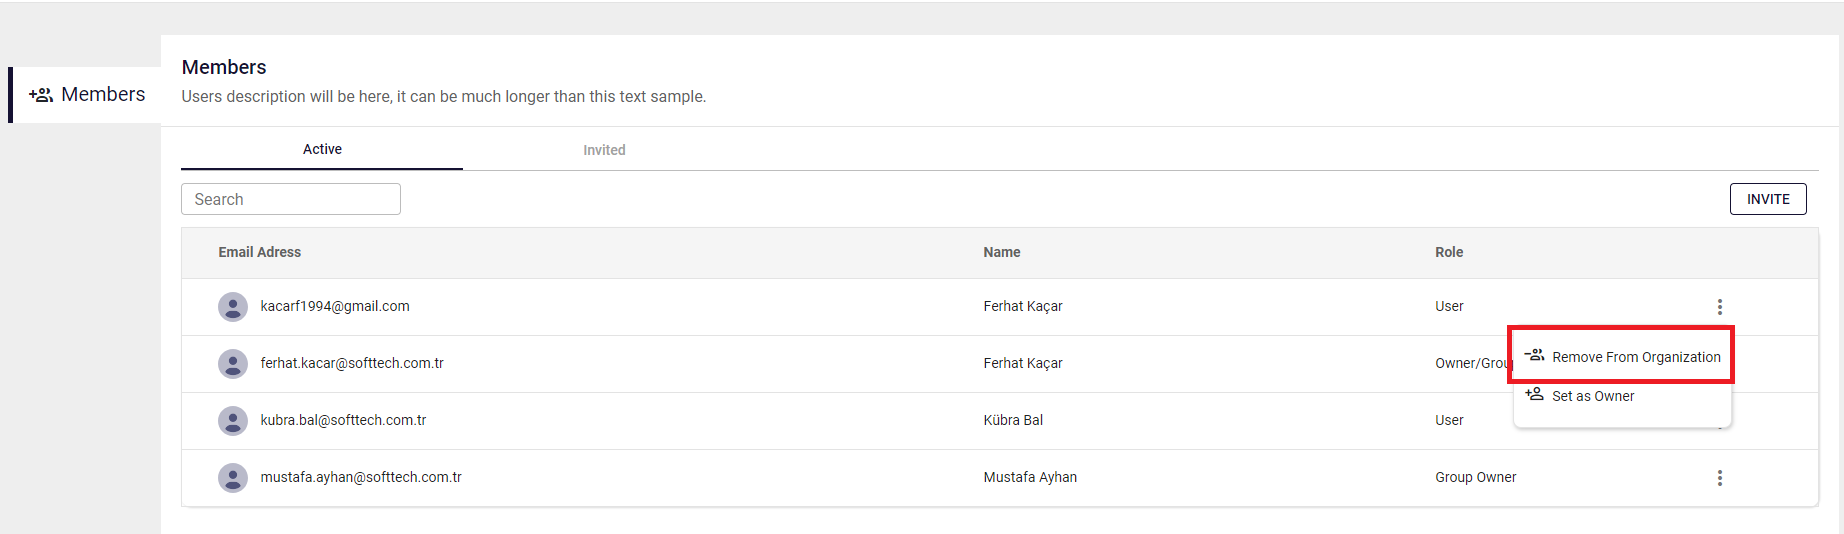 Members
Members
Users description will be here, it can be much longer than this text sample.
Active Invited
Search INVITE
Email Adress Name Role
kacarf1994@gmail.com Ferhat Kaçar User
ferhat.kacar@softtech.com.tr Ferhat Kaçar Owner/Grou
Remove From Organization
Set as Owner
kubra.bal@softtech.com.tr Kübra Bal User
mustafa.ayhan@softtech.com.tr Mustafa Ayhan Group Owner